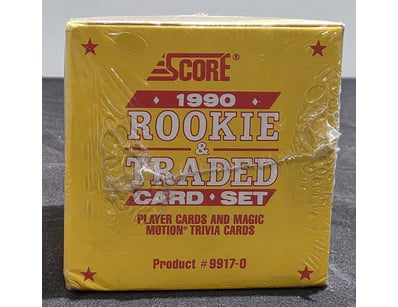 SCORE®
1990
ROOKIE
&
TRADED
CARD • SET
PLAYER CARDS AND MAGIC
MOTION® TRIVIA CARDS
Product #9917-0